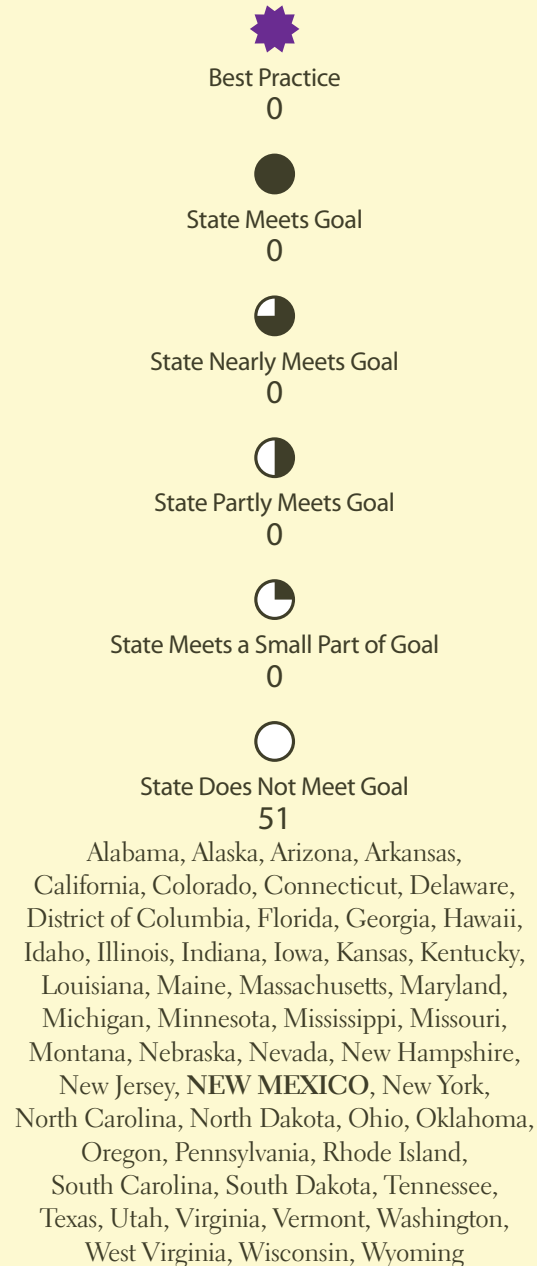 Best Practice
0
State Meets Goal
0
State Nearly Meets Goal
0
State Partly Meets Goal
0
State Meets a Small Part of Goal
0
State Does Not Meet Goal
51
Alabama, Alaska, Arizona, Arkansas,
California, Colorado, Connecticut, Delaware,
District of Columbia, Florida, Georgia, Hawaii,
Idaho, Illinois, Indiana, Iowa, Kansas, Kentucky,
Louisiana, Maine, Massachusetts, Maryland,
Michigan, Minnesota, Mississippi, Missouri,
Montana, Nebraska, Nevada, New Hampshire,
New Jersey, NEW MEXICO, New York,
North Carolina, North Dakota, Ohio, Oklahoma,
Oregon, Pennsylvania, Rhode Island,
South Carolina, South Dakota, Tennessee,
Texas, Utah, Virginia, Vermont, Washington,
West Virginia, Wisconsin, Wyoming